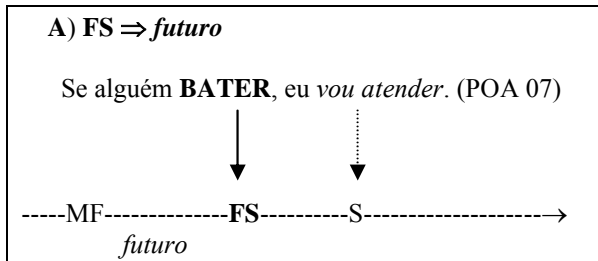 A) FS ⇒ futuro
Se alguém BATER, eu vou atender. (POA 07)
-----MF-------------FS----------S--------------------→
futuro